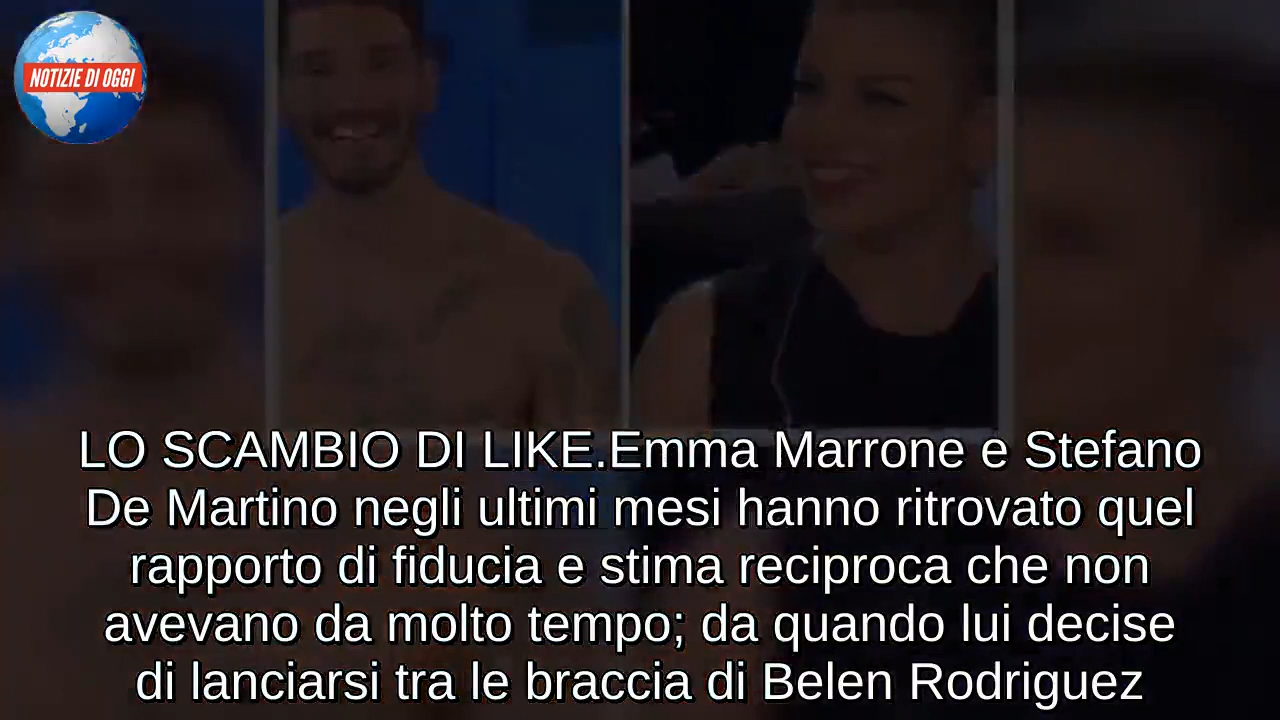 NOTIZIE DI OGGI
LO SCAMBIO DI LIKE.Emma Marrone e Stefano
De Martino negli ultimi mesi hanno ritrovato quel
rapporto di fiducia e stima reciproca che non
avevano da molto tempo; da quando lui decise
di lanciarsi tra le braccia di Belen Rodriguez